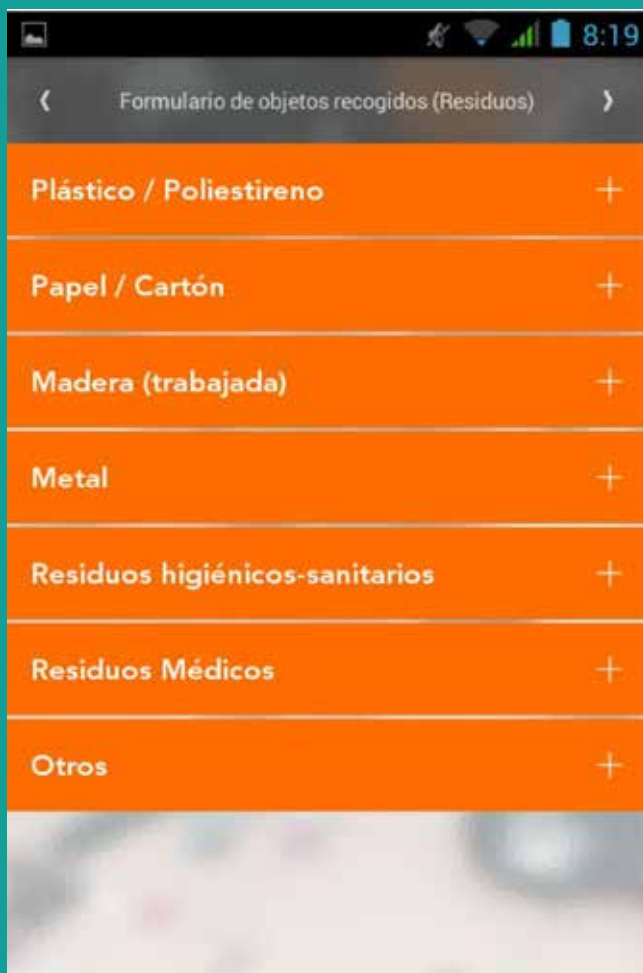 8:19
Formulario de objetos recogidos (Residuos)
Plástico / Poliestireno
Papel / Cartón
Madera (trabajada)
Metal
Residuos higiénicos-sanitarios
Residuos Médicos
Otros